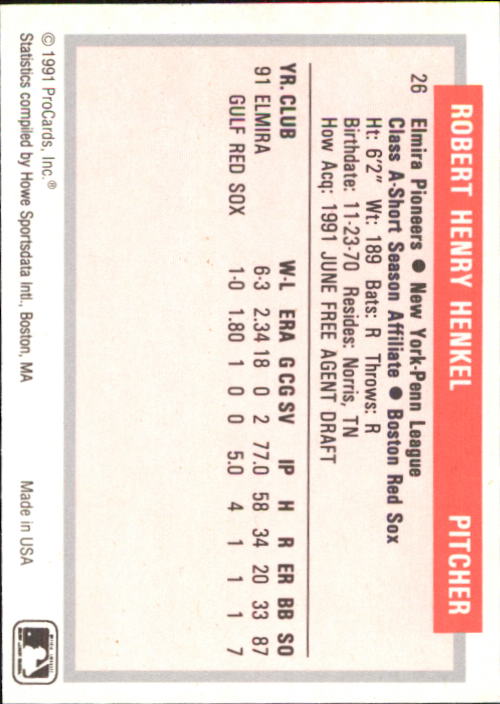 ROBERT HENRY HENKEL PITCHER
26 Elmira Pioneers ● New York-Penn League
Class A-Short Season Affiliate ● Boston Red Sox
Ht: 6'2" Wt: 189 Bats: R Throws: R
Birthdate: 11-23-70 Resides: Norris, TN
How Acq: 1991 JUNE FREE AGENT DRAFT
YR. CLUB W-L ERA G CG SV IP H R ER BB SO
91 ELMIRA 6-3 2.34 18 0 2 77.0 58 34 20 33 87
GULF RED SOX 1-0 1.80 1 0 0 5.0 4 1 1 1 7
© 1991 ProCards, Inc.®
Statistics compiled by Howe Sportsdata Intl., Boston, MA Made in USA